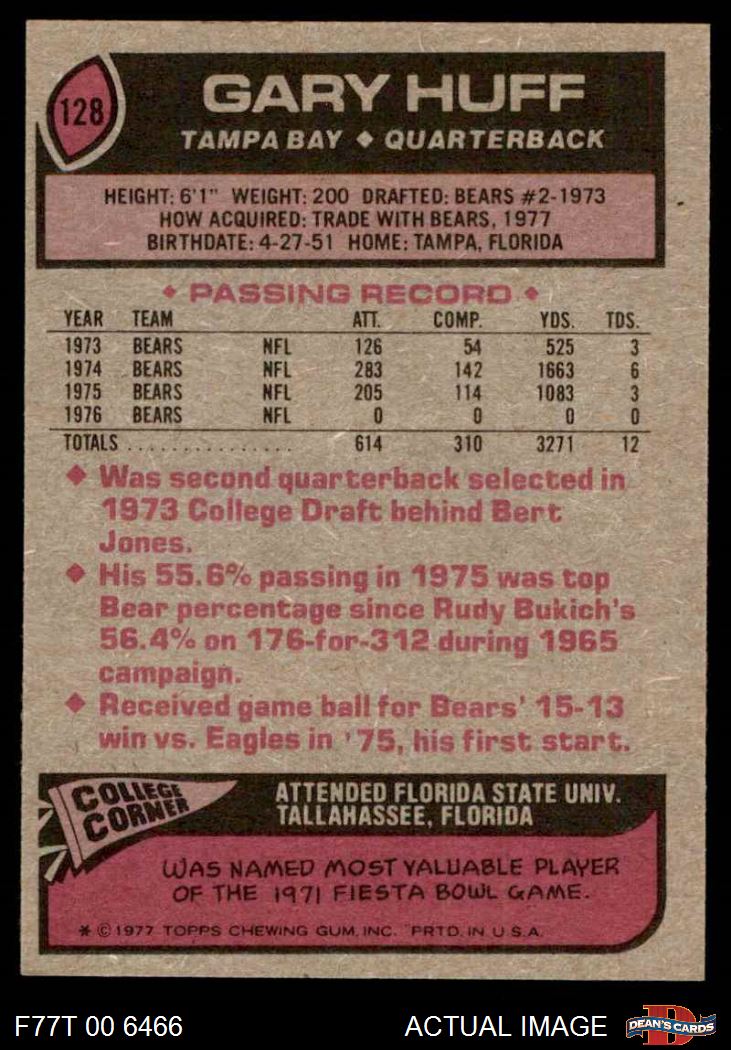 128
GARY HUFF
TAMPA BAY ◆ QUARTERBACK
HEIGHT: 6'1" WEIGHT: 200 DRAFTED: BEARS #2-1973
HOW ACQUIRED: TRADE WITH BEARS, 1977
BIRTHDATE: 4-27-51 HOME: TAMPA, FLORIDA
◆ PASSING RECORD ◆
YEAR TEAM ATT. COMP. YDS. TDS.
1973 BEARS NFL 126 54 525 3
1974 BEARS NFL 283 142 1663 6
1975 BEARS NFL 205 114 1083 3
1976 BEARS NFL 0 0 0 0
TOTALS ................ 614 310 3271 12
◆ Was second quarterback selected in
1973 College Draft behind Bert
Jones.
◆ His 55.6% passing in 1975 was top
Bear percentage since Rudy Bukich's
56.4% on 176-for-312 during 1965
campaign.
◆ Received game ball for Bears' 15-13
win vs. Eagles in '75, his first start.
COLLEGE
CORNER
ATTENDED FLORIDA STATE UNIV.
TALLAHASSEE, FLORIDA
WAS NAMED MOST VALUABLE PLAYER
OF THE 1971 FIESTA BOWL GAME.
* © 1977 TOPPS CHEWING GUM, INC. PRTD. IN U.S.A.
F77T 00 6466
ACTUAL IMAGE
D
DEAN'S CARDS